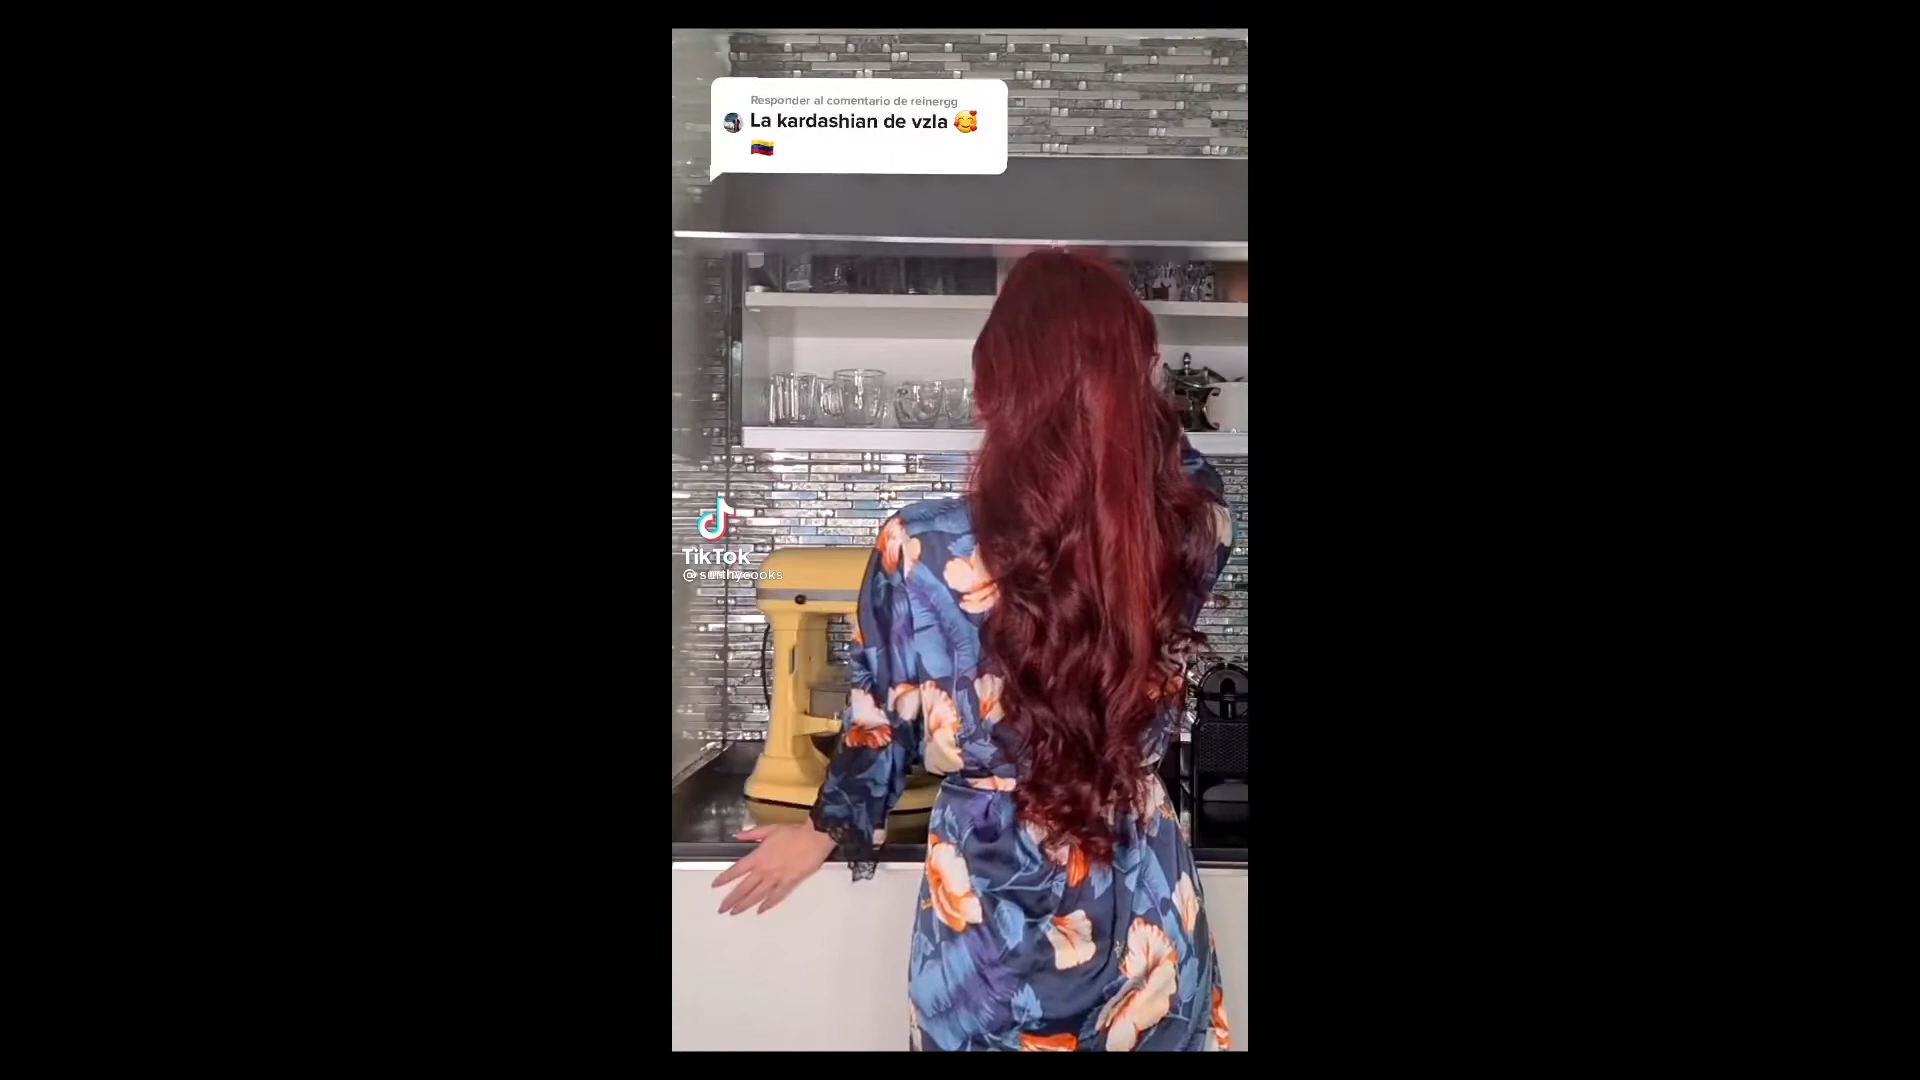 Responder al comentario de reinergg
La kardashian de vzla 🥰
🇻🇪
TikTok